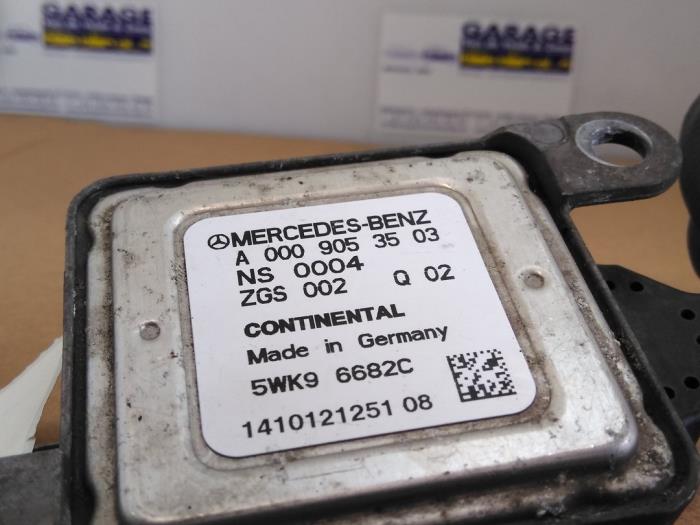 GARAGE
GARAGE
MERCEDES-BENZ
A 000 905 35 03
NS 0004
ZGS 002 Q 02
CONTINENTAL
Made in Germany
5WK9 6682C
1410121251 08